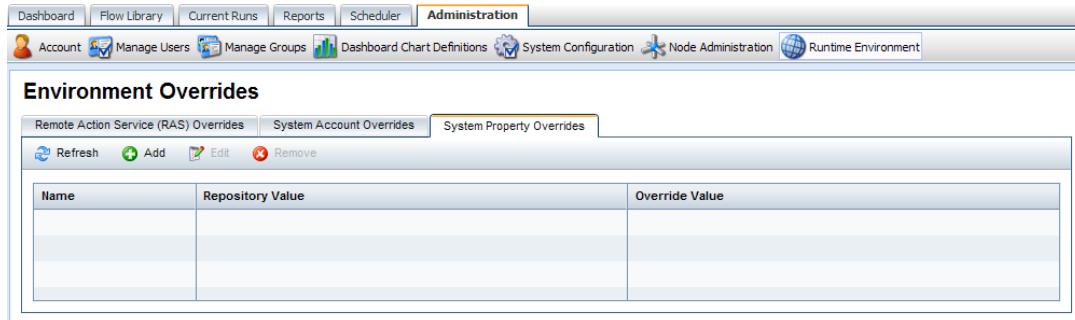 Dashboard Flow Library Current Runs Reports Scheduler Administration
Account Manage Users Manage Groups Dashboard Chart Definitions System Configuration Node Administration Runtime Environment
Environment Overrides
Remote Action Service (RAS) Overrides System Account Overrides System Property Overrides
Refresh Add Edit Remove
Name Repository Value Override Value